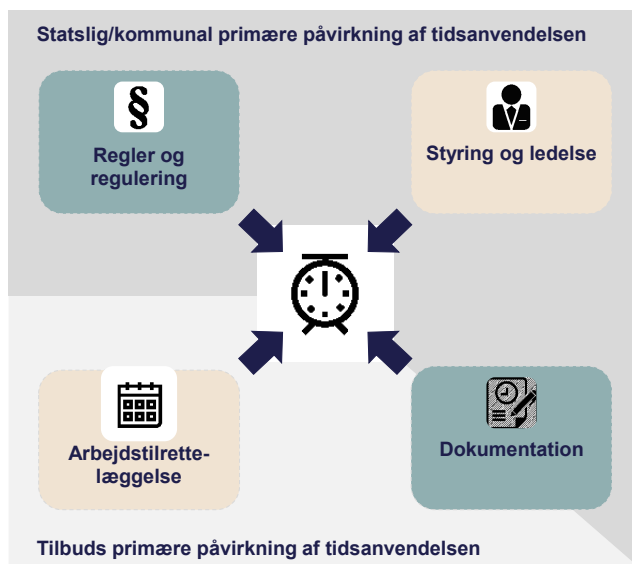 Statslig/kommunal primære påvirkning af tidsanvendelsen
§
Regler og
regulering
Styring og ledelse
Arbejdstilrette-
læggelse
Dokumentation
Tilbuds primære påvirkning af tidsanvendelsen